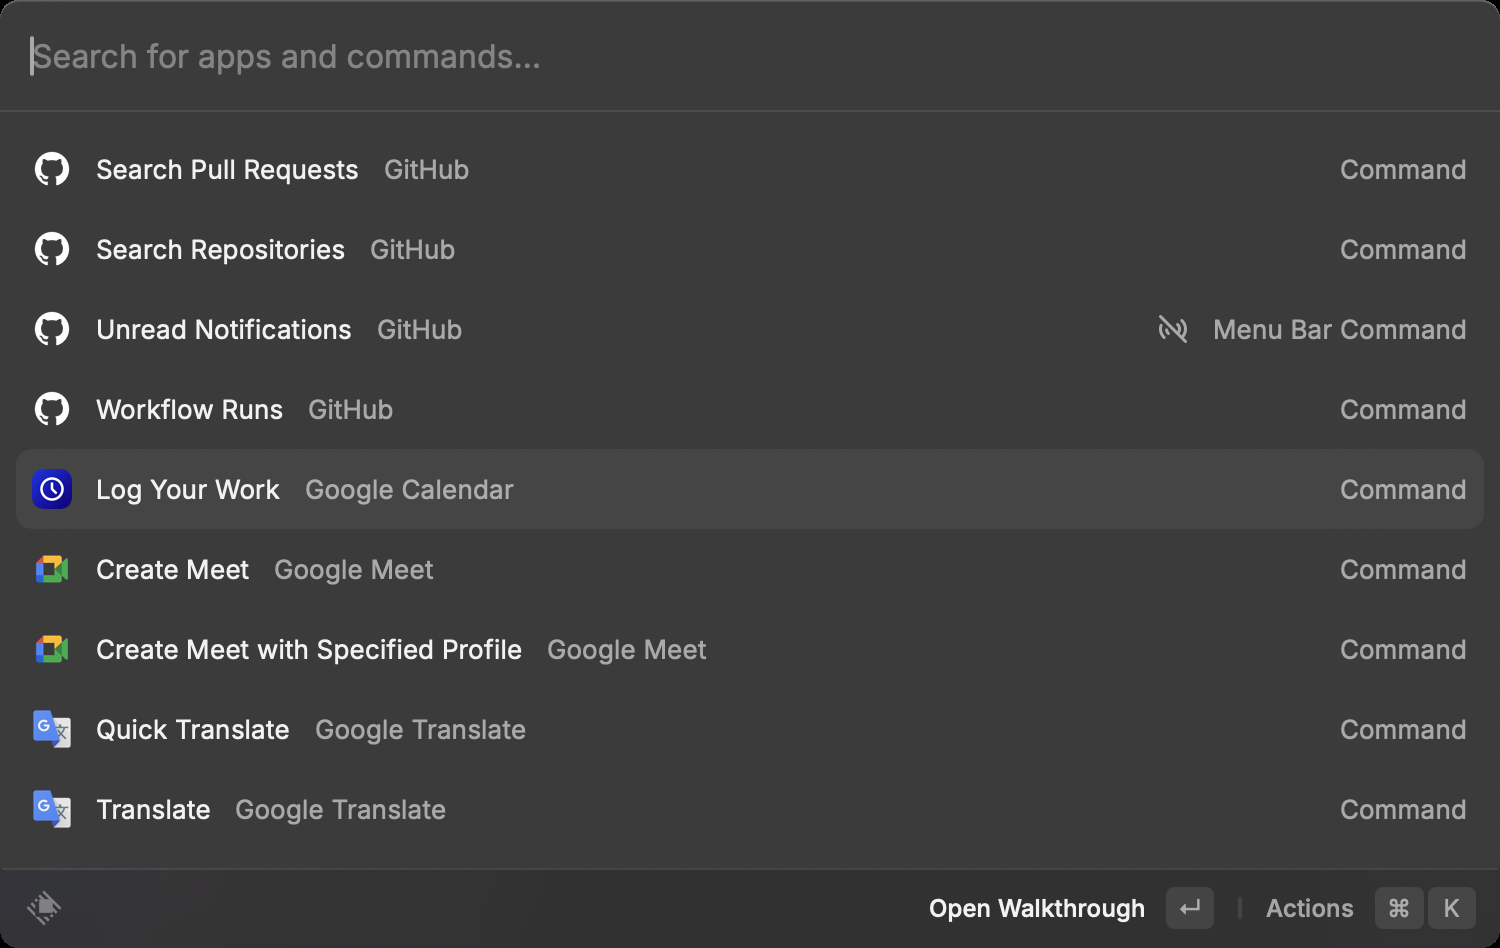 Search for apps and commands...
Search Pull Requests GitHub Command
Search Repositories GitHub Command
Unread Notifications GitHub Menu Bar Command
Workflow Runs GitHub Command
Log Your Work Google Calendar Command
Create Meet Google Meet Command
Create Meet with Specified Profile Google Meet Command
G 文 Quick Translate Google Translate Command
G 文 Translate Google Translate Command
Open Walkthrough ↵ Actions ⌘ K